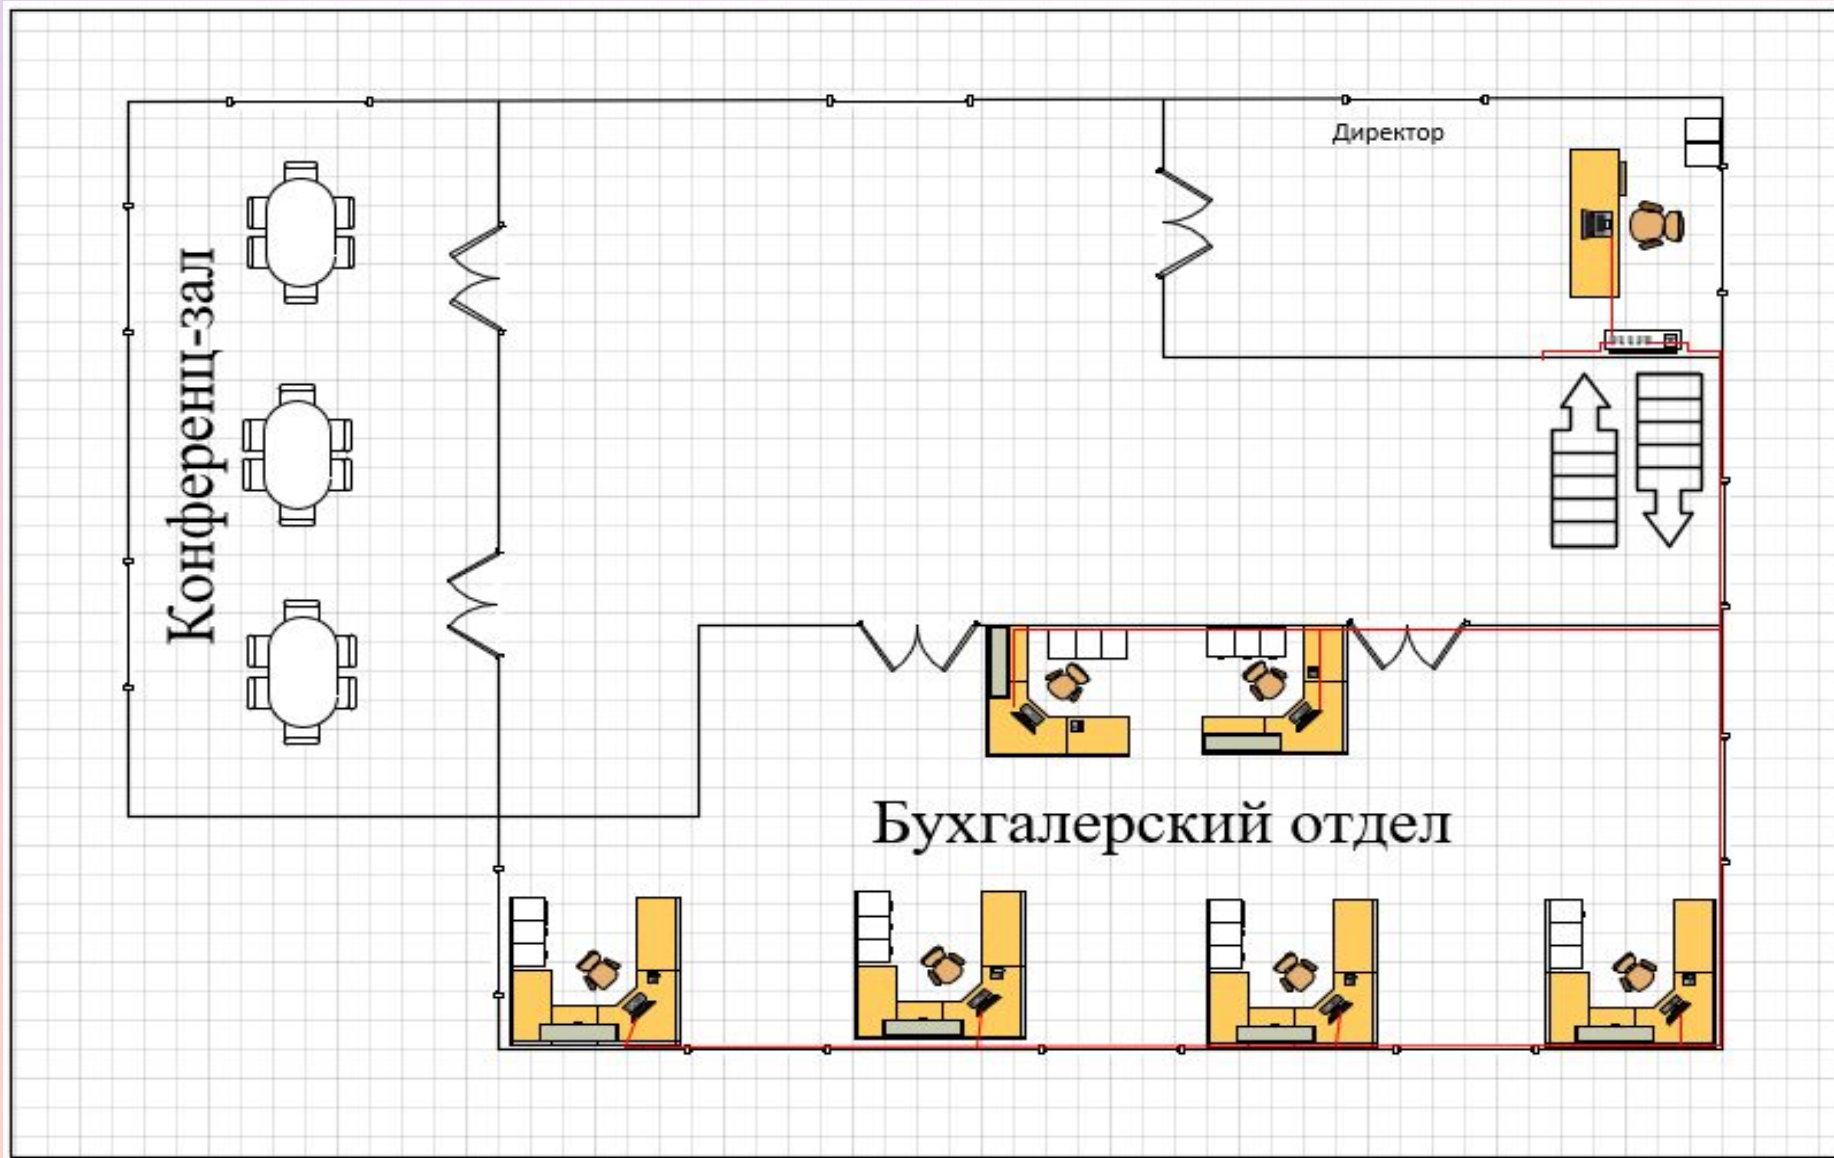 Директор
Конференц-зал
Бухгалерский отдел